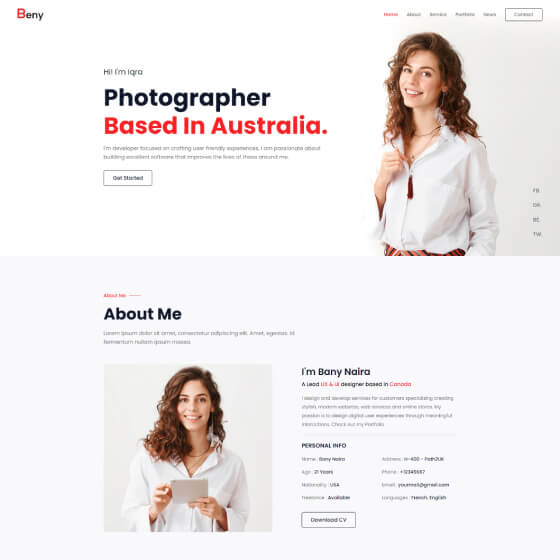 Beny
Home About Service Portfolio News Contact
Hi! I'm Iqra
Photographer
Based In Australia.
I'm developer focused on crafting user friendly experiences, I am passionate about
building excellent software that improves the lives of those around me.
Get Started
FB.
DR.
BE.
TW.
About Me
About Me
Lorem ipsum dolor sit amet, consectetur adipiscing elit. Amet, egestas. Id
fermentum nullam ipsum massa.
I'm Bany Naira
A Lead UX & UI designer based in Canada
I design and develop services for customers specializing creating
stylish, modern websites, web services and online stores. My
passion is to design digital user experiences through meaningful
interactions. Check out my Portfolio
PERSONAL INFO
Name : Bany Naira Address :
Age : 21 Years Phone : +12345667
Nationality : USA Email : yourmail@gmail.com
Freelance : Available Languages : French, English
Download CV